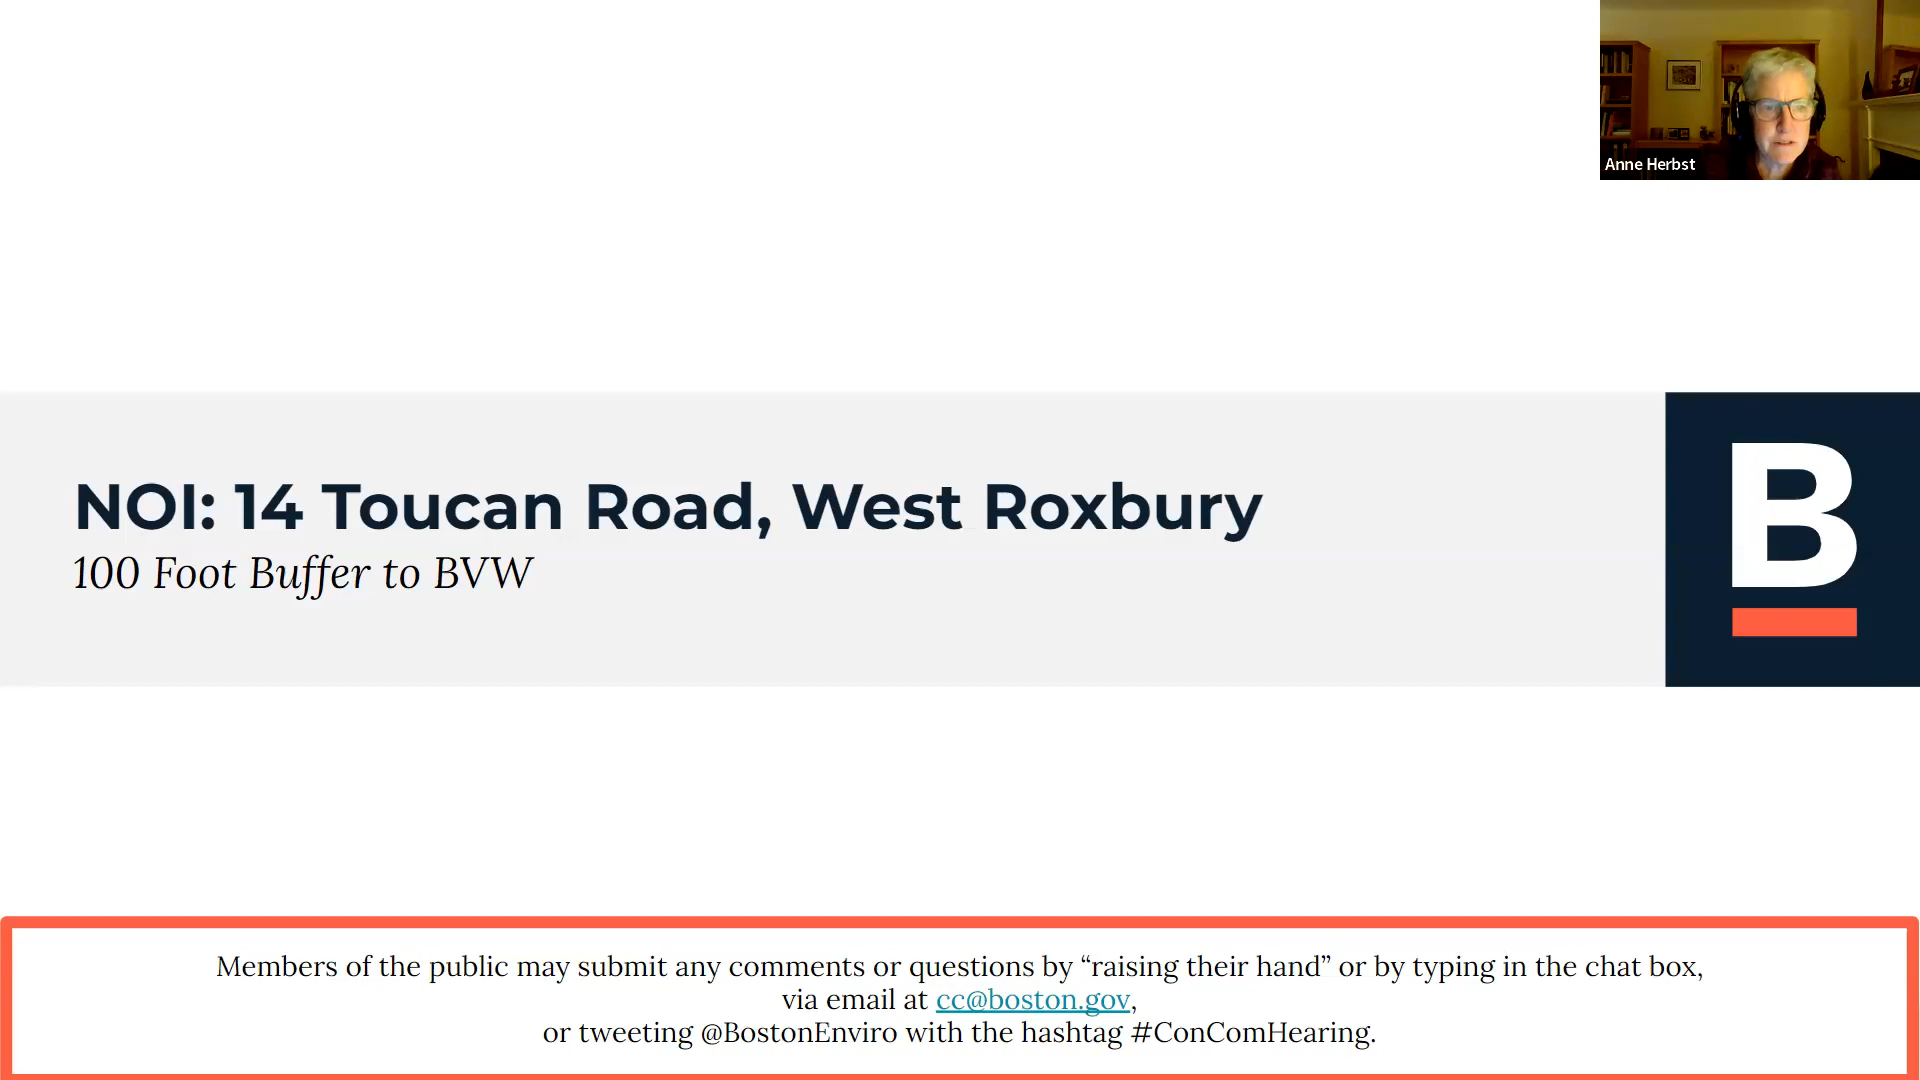 Anne Herbst
NOI: 14 Toucan Road, West Roxbury
100 Foot Buffer to BVW
B
Members of the public may submit any comments or questions by “raising their hand” or by typing in the chat box,
via email at cc@boston.gov,
or tweeting @BostonEnviro with the hashtag #ConComHearing.